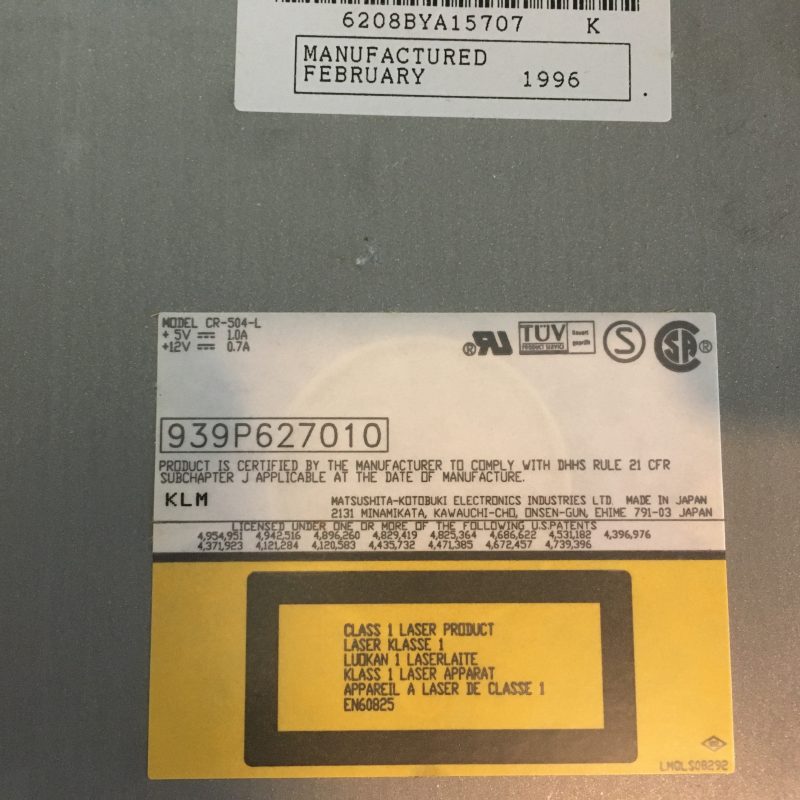 6208BYA15707 K
MANUFACTURED
FEBRUARY 1996 .
MODEL CR-504-L
+ 5V 1.0A
+12V 0.7A
TÜV
PRODUCT SERVICE
S
SA
939P627010
PRODUCT IS CERTIFIED BY THE MANUFACTURER TO COMPLY WITH DHHS RULE 21 CFR
SUBCHAPTER J APPLICABLE AT THE DATE OF MANUFACTURE.
KLM
MATSUSHITA-KOTOBUKI ELECTRONICS INDUSTRIES LTD. MADE IN JAPAN
2131 MINAMIKATA, KAWAUCHI-CHO, ONSEN-GUN, EHIME 791-03 JAPAN
LICENSED UNDER ONE OR MORE OF THE FOLLOWING U.S.PATENTS
4,954,951 4,942,516 4,896,260 4,829,419 4,825,364 4,686,622 4,531,182 4,396,976
4,371,923 4,121,284 4,120,583 4,435,732 4,471,385 4,672,457 4,739,396
CLASS 1 LASER PRODUCT
LASER KLASSE 1
LUOKAN 1 LASERLAITE
KLASS 1 LASER APPARAT
APPAREIL A LASER DE CLASSE 1
EN60825
LMQLS08292